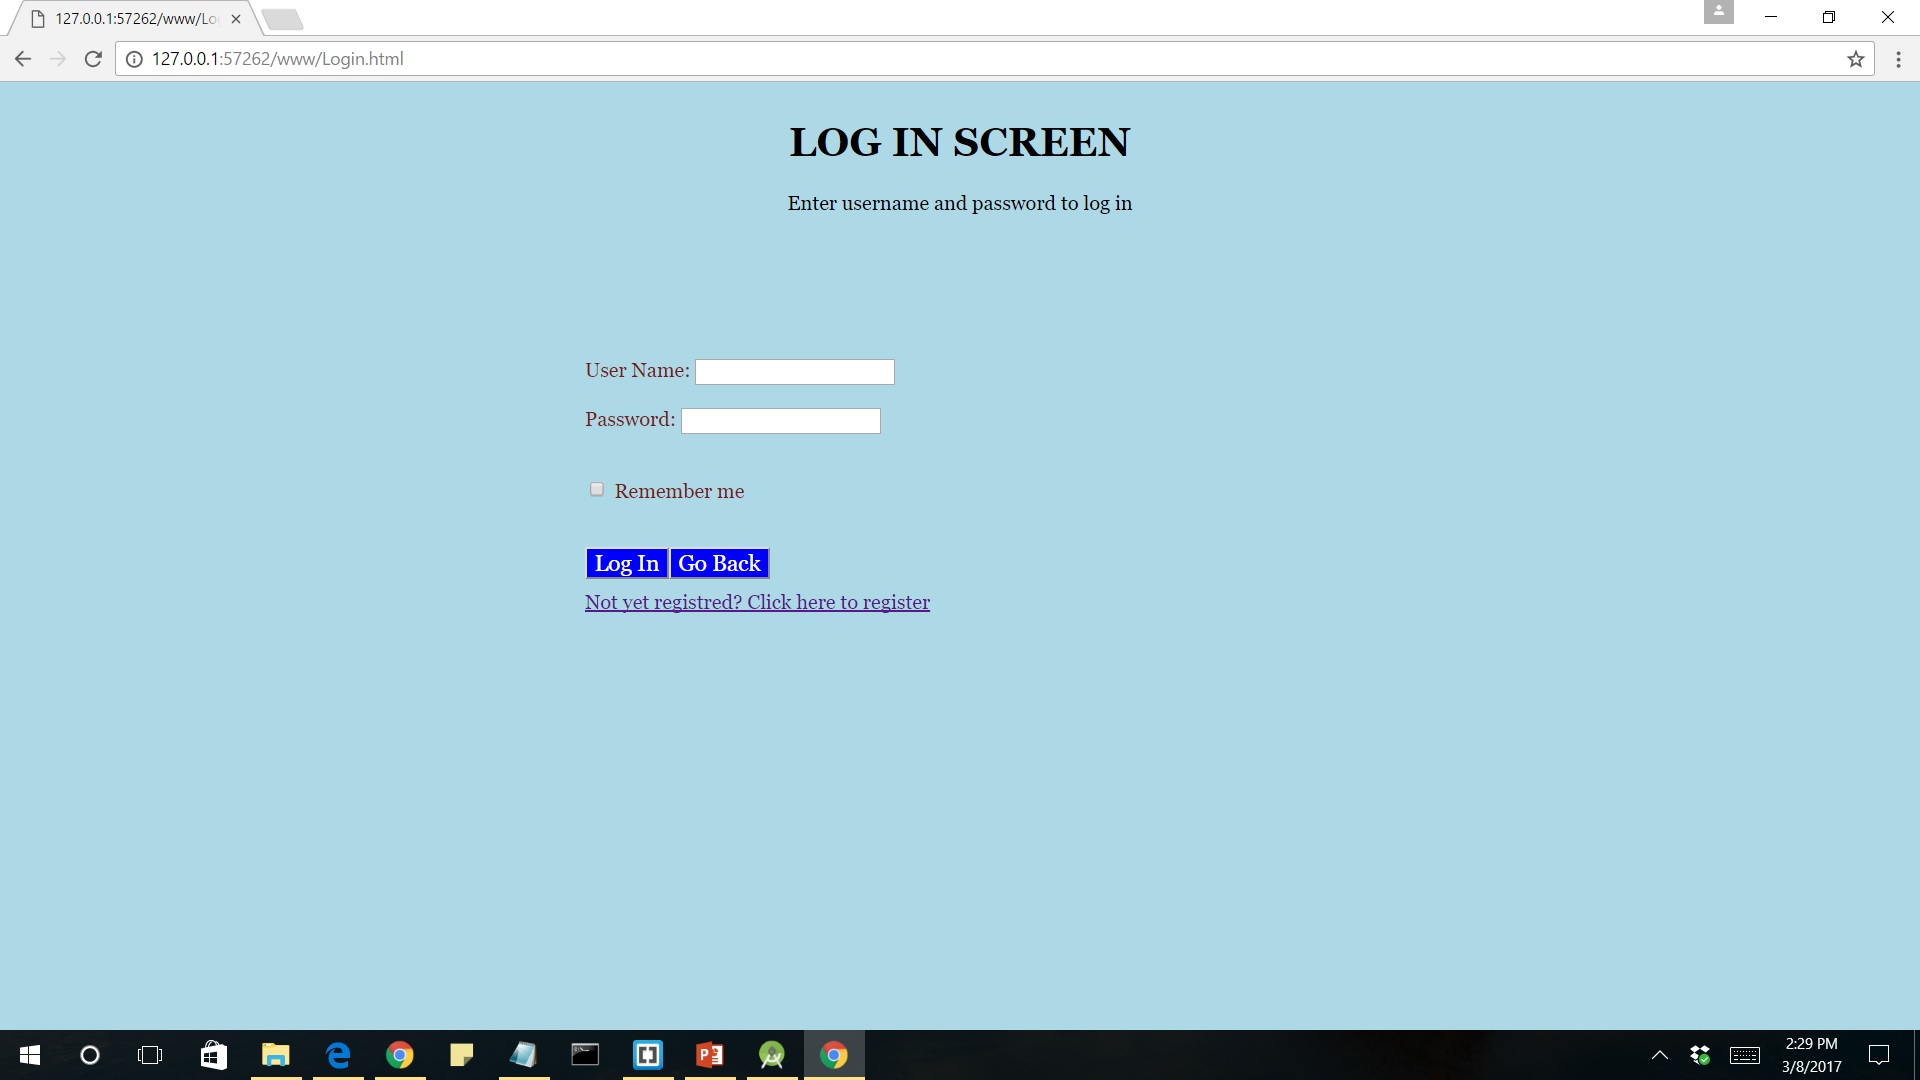 127.0.0.1:57262/www/Lo
127.0.0.1:57262/www/Login.html
LOG IN SCREEN
Enter username and password to log in
User Name:
Password:
Remember me
Log In Go Back
Not yet registred? Click here to register
2:29 PM
3/8/2017